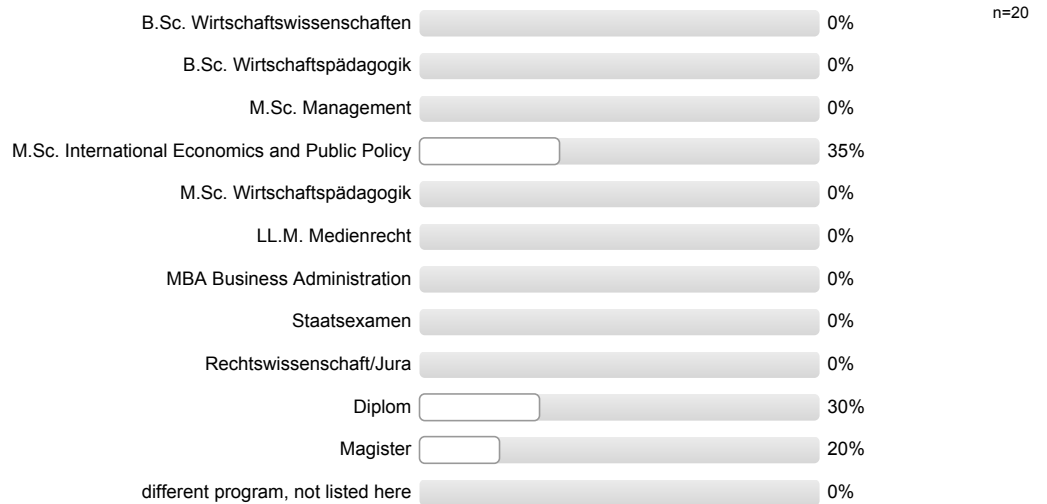 B.Sc. Wirtschaftswissenschaften 0% n=20
B.Sc. Wirtschaftspädagogik 0%
M.Sc. Management 0%
M.Sc. International Economics and Public Policy 35%
M.Sc. Wirtschaftspädagogik 0%
LL.M. Medienrecht 0%
MBA Business Administration 0%
Staatsexamen 0%
Rechtswissenschaft/Jura 0%
Diplom 30%
Magister 20%
different program, not listed here 0%